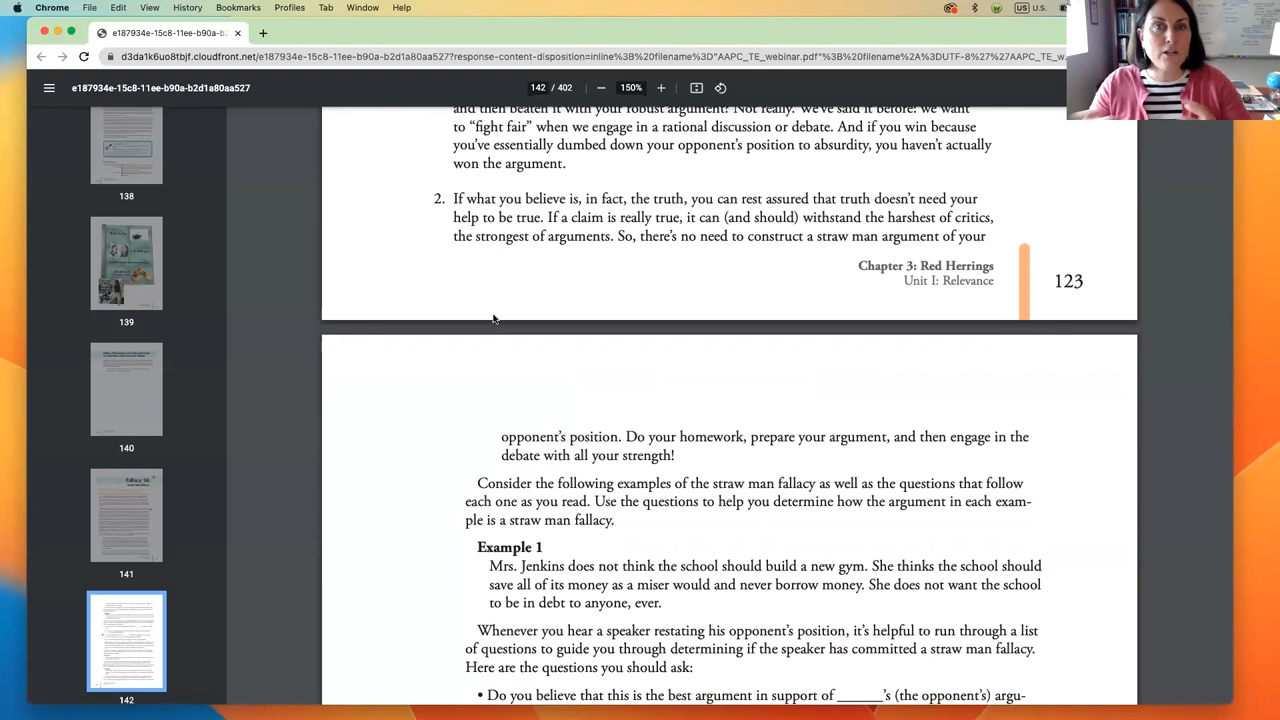 Chrome File Edit View History Bookmarks Profiles Tab Window Help
US U.S.
e187934e-15c8-11ee-b90a-b2
d3da1k6uo8tbjf.cloudfront.net/e187934e-15c8-11ee-b90a-b2d1a80aa527?response-content-disposition=inline%3B%20filename%3D"AAPC_TE_webinar.pdf"%3B%20filename%2A%3DUTF-8%27%27AAPC_TE_w
e187934e-15c8-11ee-b90a-b2d1a80aa527
142 / 402
150%
138
139
140
141
142
and then beaten it with your robust argument? Not really. We've said it before: we want
to "fight fair" when we engage in a rational discussion or debate. And if you win because
you've essentially dumbed down your opponent's position to absurdity, you haven't actually
won the argument.
2. If what you believe is, in fact, the truth, you can rest assured that truth doesn't need your
help to be true. If a claim is really true, it can (and should) withstand the harshest of critics,
the strongest of arguments. So, there's no need to construct a straw man argument of your
Chapter 3: Red Herrings
Unit I: Relevance
123
opponent's position. Do your homework, prepare your argument, and then engage in the
debate with all your strength!
Consider the following examples of the straw man fallacy as well as the questions that follow
each one as you read. Use the questions to help you determine how the argument in each exam-
ple is a straw man fallacy.
Example 1
Mrs. Jenkins does not think the school should build a new gym. She thinks the school should
save all of its money as a miser would and never borrow money. She does not want the school
to be in debt to anyone, ever.
Whenever you hear a speaker restating his opponent's position, it's helpful to run through a list
of questions to guide you through determining if the speaker has committed a straw man fallacy.
Here are the questions you should ask:
• Do you believe that this is the best argument in support of ______'s (the opponent's) argu-